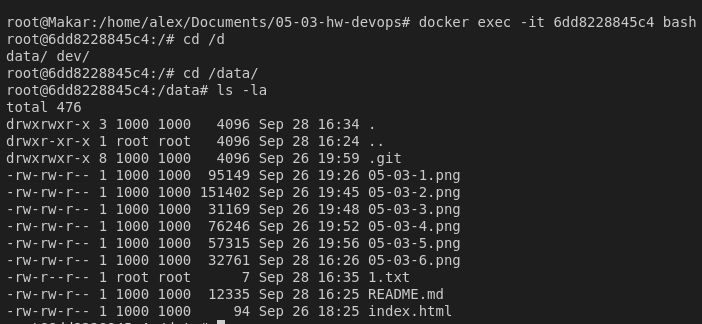 root@Makar:/home/alex/Documents/05-03-hw-devops# docker exec -it 6dd8228845c4 bash
root@6dd8228845c4:/# cd /d
data/ dev/
root@6dd8228845c4:/# cd /data/
root@6dd8228845c4:/data# ls -la
total 476
drwxrwxr-x 3 1000 1000   4096 Sep 28 16:34 .
drwxr-xr-x 1 root root   4096 Sep 28 16:24 ..
drwxrwxr-x 8 1000 1000   4096 Sep 26 19:59 .git
-rw-rw-r-- 1 1000 1000  95149 Sep 26 19:26 05-03-1.png
-rw-rw-r-- 1 1000 1000 151402 Sep 26 19:45 05-03-2.png
-rw-rw-r-- 1 1000 1000  31169 Sep 26 19:48 05-03-3.png
-rw-rw-r-- 1 1000 1000  76246 Sep 26 19:52 05-03-4.png
-rw-rw-r-- 1 1000 1000  57315 Sep 26 19:56 05-03-5.png
-rw-rw-r-- 1 1000 1000  32761 Sep 28 16:26 05-03-6.png
-rw-r--r-- 1 root root      7 Sep 28 16:35 1.txt
-rw-rw-r-- 1 1000 1000  12335 Sep 28 16:25 README.md
-rw-rw-r-- 1 1000 1000     94 Sep 26 18:25 index.html